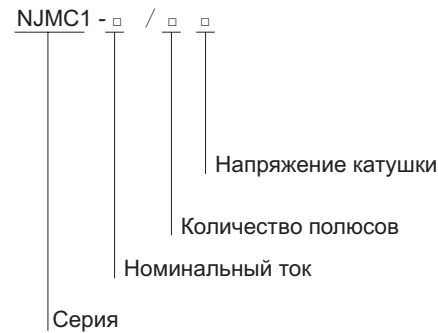 NJMC1 - □ / □ □
Напряжение катушки
Количество полюсов
Номинальный ток
Серия